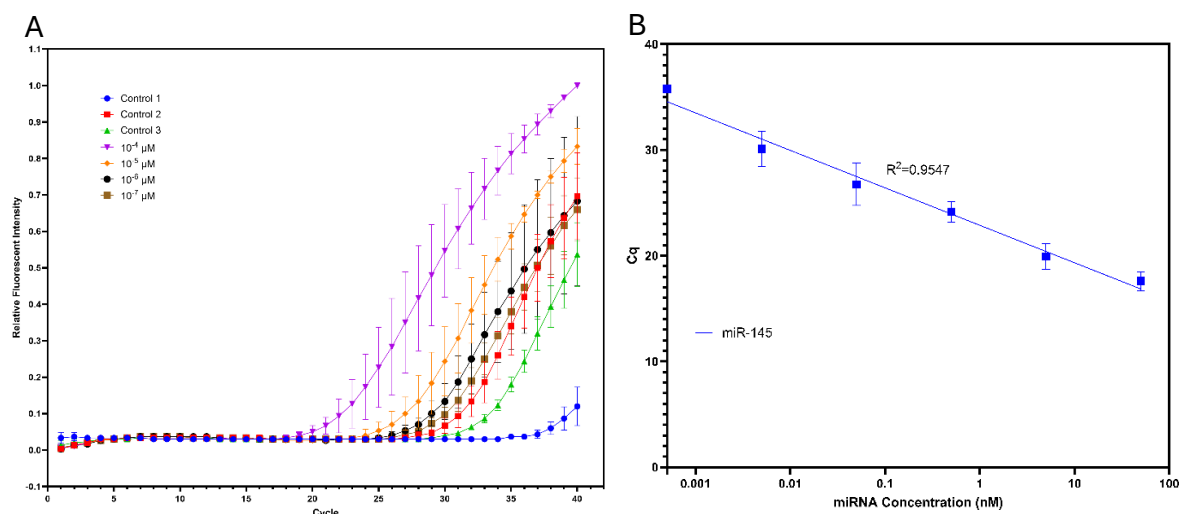 A
1.1
1.0
0.9
0.8
0.7
0.6
0.5
0.4
0.3
0.2
0.1
0.0
-0.1
Relative Fluorescent Intensity
Control 1
Control 2
Control 3
10⁻⁴ µM
10⁻⁵ µM
10⁻⁶ µM
10⁻⁷ µM
0 5 10 15 20 25 30 35 40
Cycle
B
40
30
20
10
0
Cq
R²=0.9547
miR-145
0.001 0.01 0.1 1 10 100
miRNA Concentration (nM)